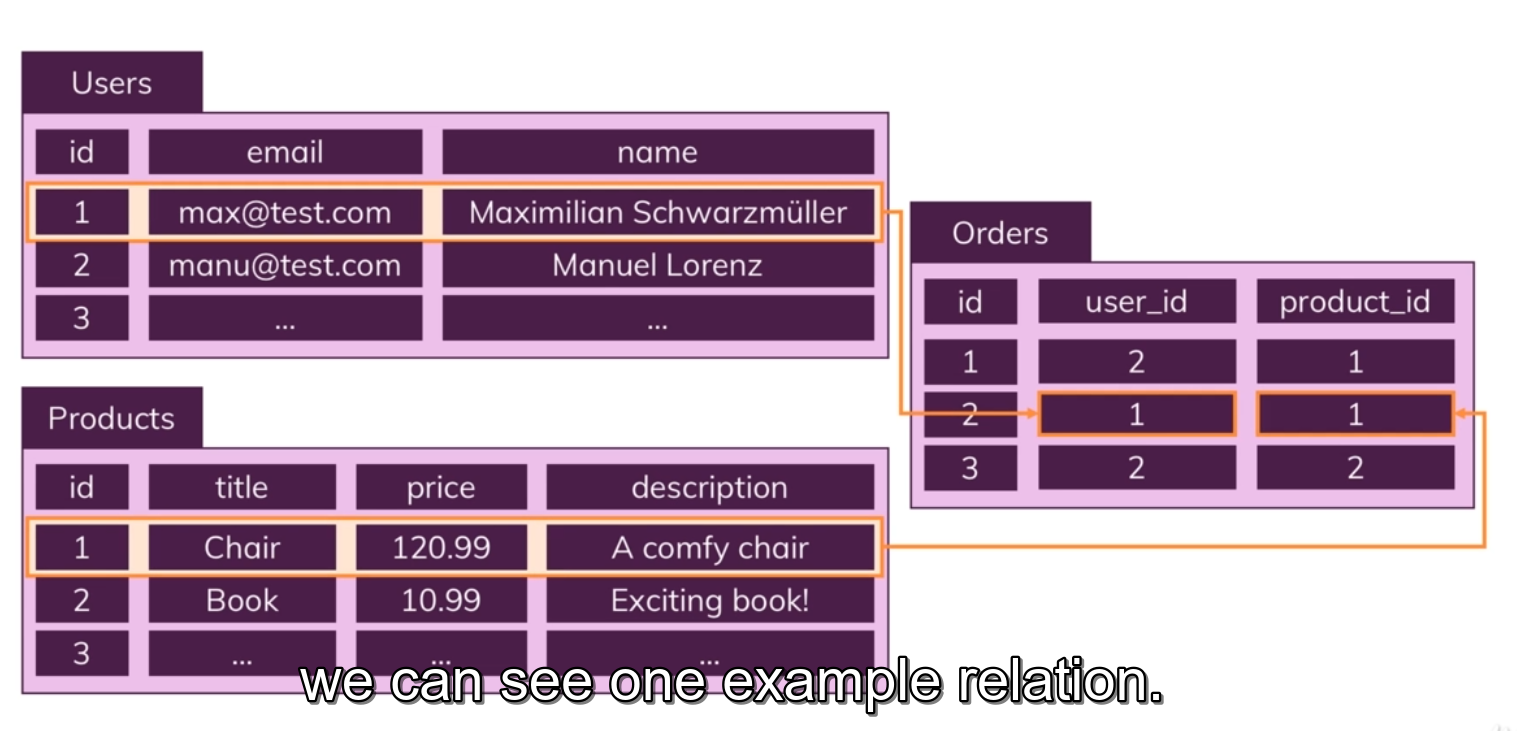 Users
id email name
1 max@test.com Maximilian Schwarzmüller
2 manu@test.com Manuel Lorenz
3 ... ...
Products
id title price description
1 Chair 120.99 A comfy chair
2 Book 10.99 Exciting book!
3 ... ... ...
Orders
id user_id product_id
1 2 1
2 1 1
3 2 2
we can see one example relation.